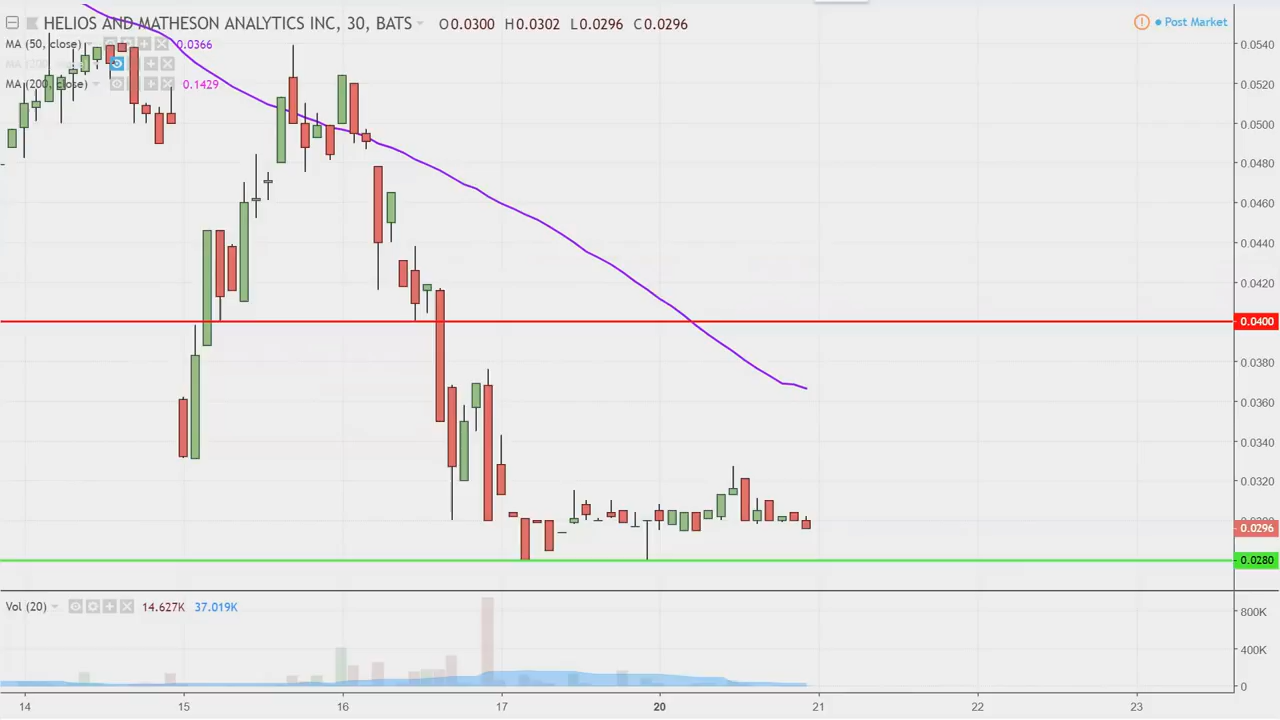 HELIOS AND MATHESON ANALYTICS INC, 30, BATS O0.0300 H0.0302 L0.0296 C0.0296
Post Market
MA (50, close) 0.0366
MA (200, close) 0.1429
0.0540
0.0520
0.0500
0.0480
0.0460
0.0440
0.0420
0.0400
0.0380
0.0360
0.0340
0.0320
0.0296
0.0280
Vol (20) 14.627K 37.019K
800K
400K
0
14 15 16 17 20 21 22 23